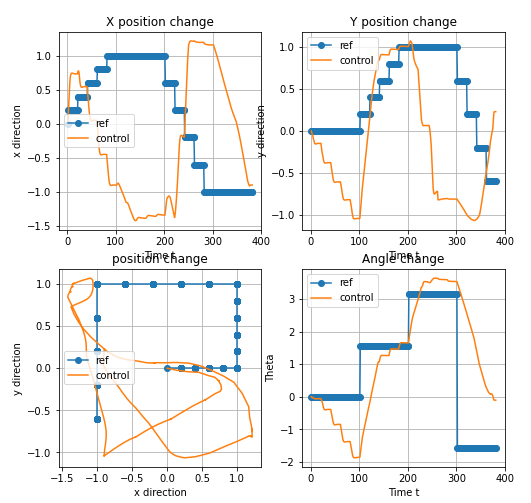 X position change
x direction
1.0
0.5
0.0
−0.5
−1.0
−1.5
ref
control
0
100
200
300
400
Time t
Y position change
y direction
1.0
0.5
0.0
−0.5
−1.0
ref
control
0
100
200
300
400
Time t
position change
y direction
1.0
0.5
0.0
−0.5
−1.0
ref
control
−1.5
−1.0
−0.5
0.0
0.5
1.0
x direction
Angle change
Theta
3
2
1
0
−1
−2
ref
control
0
100
200
300
400
Time t